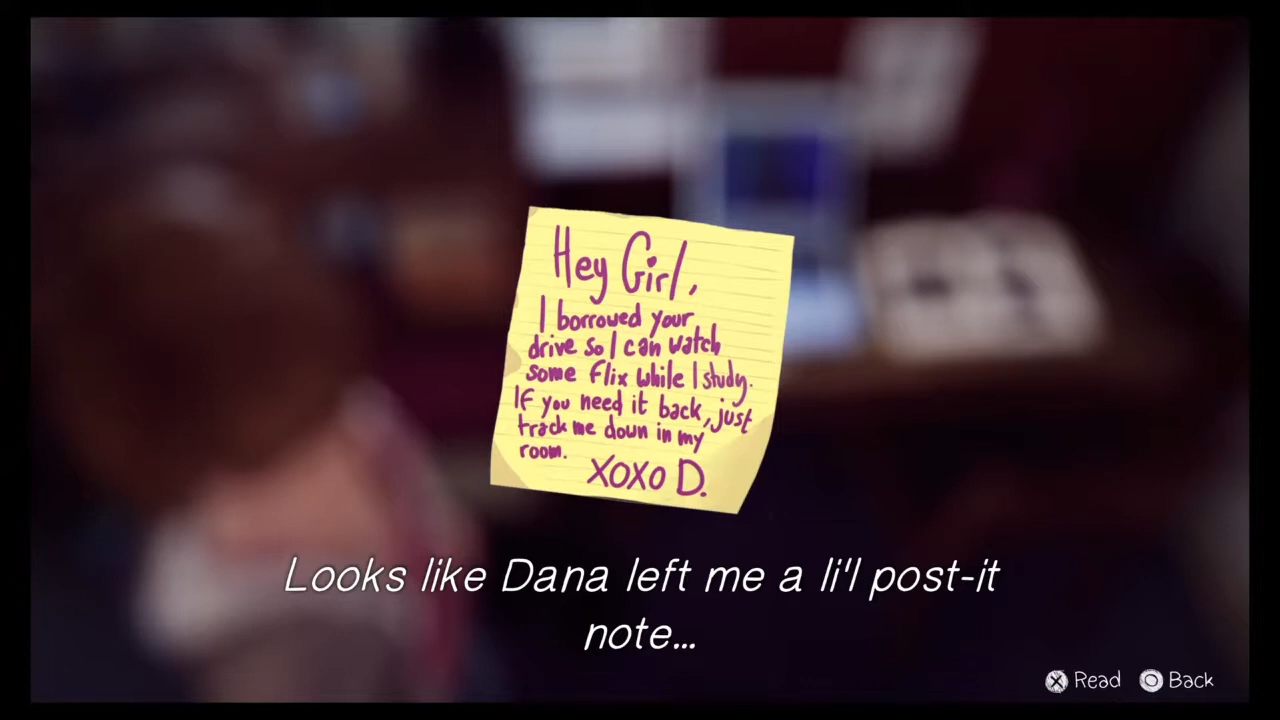 Hey Girl,
I borrowed your
drive so I can watch
some flix while I study.
If you need it back, just
track me down in my
room.
XOXO D.
Looks like Dana left me a li'l post-it
note...
Read Back